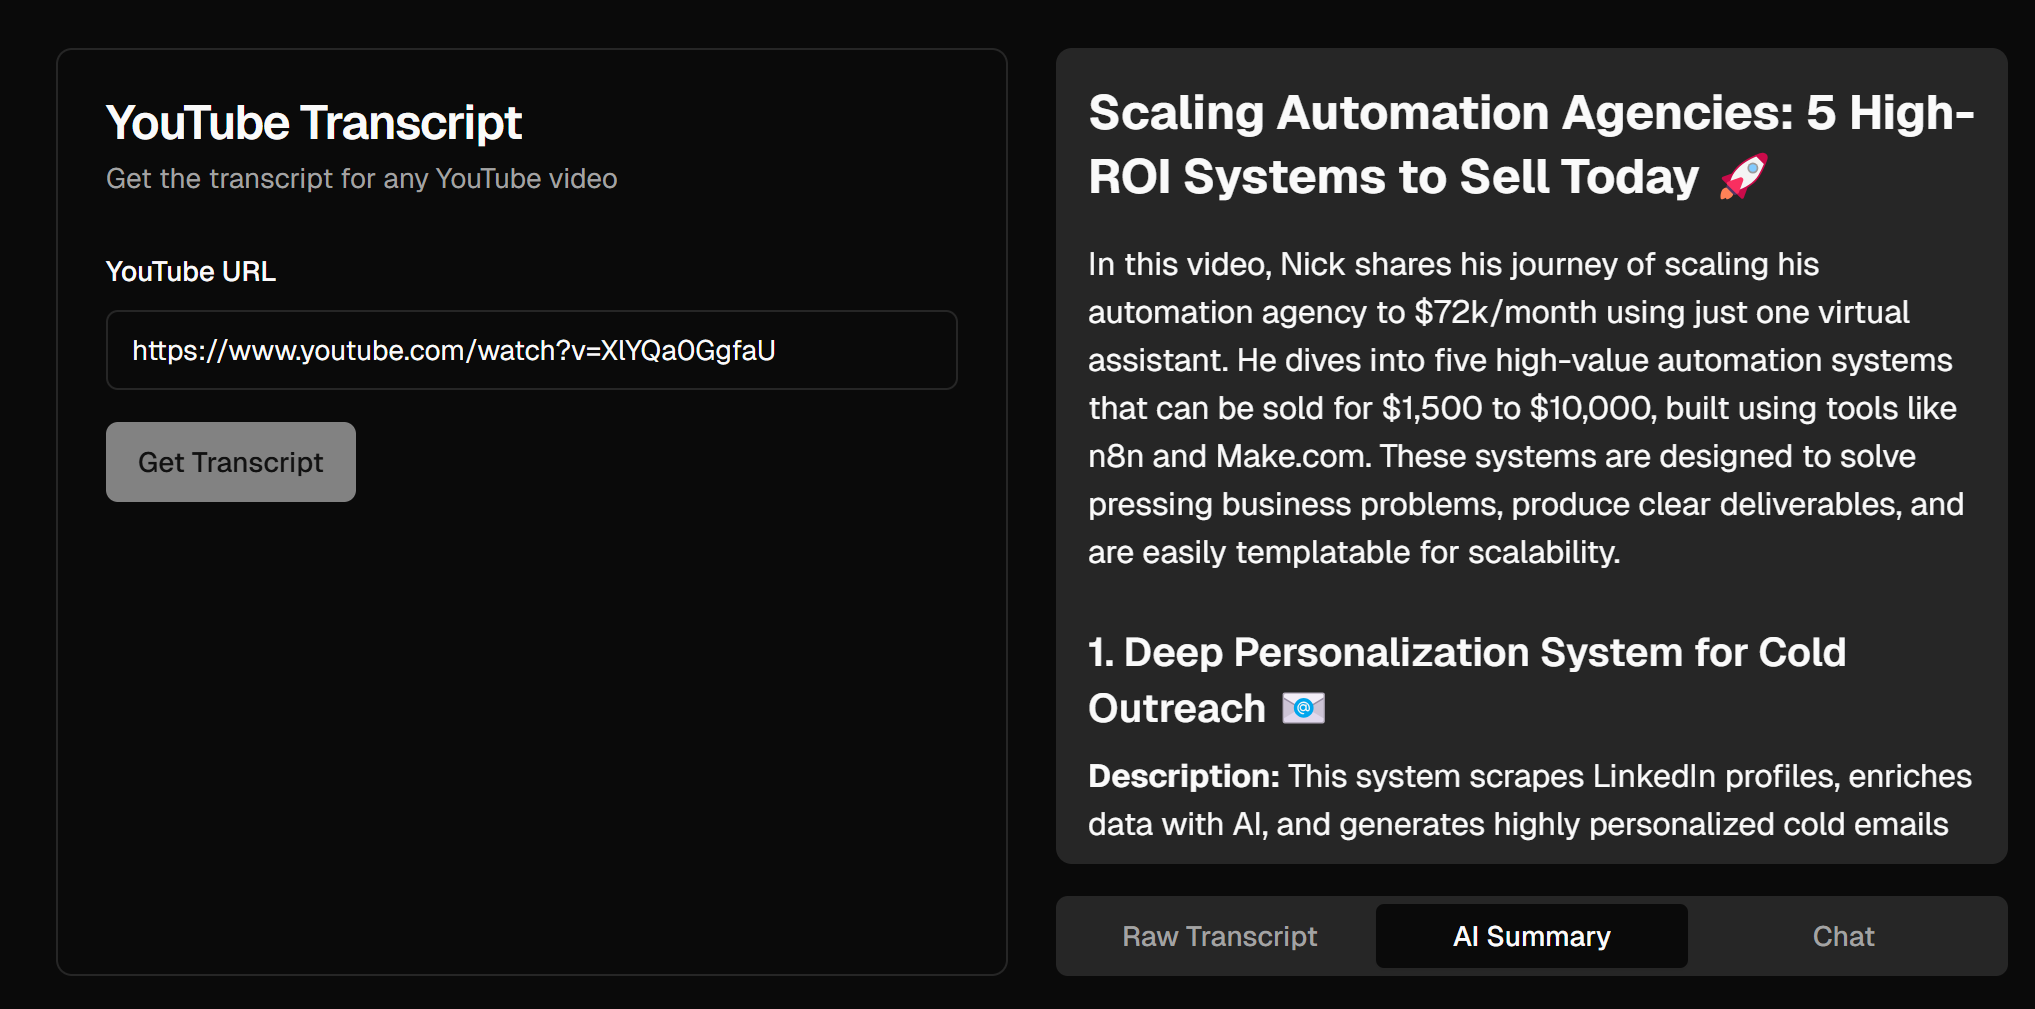 YouTube Transcript
Get the transcript for any YouTube video
YouTube URL
https://www.youtube.com/watch?v=XlYQa0GgfaU
Get Transcript
Scaling Automation Agencies: 5 High-
ROI Systems to Sell Today 🚀
In this video, Nick shares his journey of scaling his
automation agency to $72k/month using just one virtual
assistant. He dives into five high-value automation systems
that can be sold for $1,500 to $10,000, built using tools like
n8n and Make.com. These systems are designed to solve
pressing business problems, produce clear deliverables, and
are easily templatable for scalability.
1. Deep Personalization System for Cold
Outreach 📧
Description: This system scrapes LinkedIn profiles, enriches
data with AI, and generates highly personalized cold emails
Raw Transcript
AI Summary
Chat